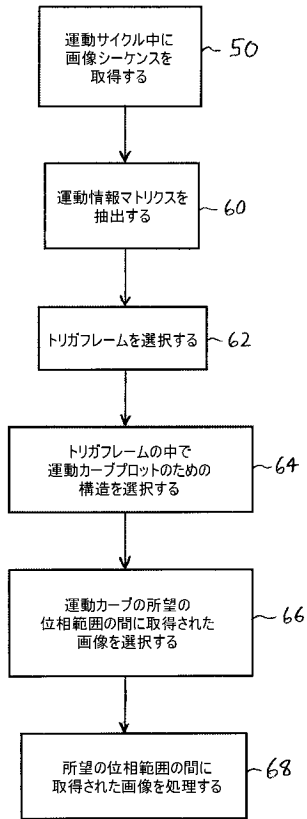 運動サイクル中に
画像シーケンスを
取得する
50
運動情報マトリクスを
抽出する
60
トリガフレームを選択する
62
トリガフレームの中で
運動カーブプロットのための
構造を選択する
64
運動カーブの所望の
位相範囲の間に取得された
画像を選択する
66
所望の位相範囲の間に
取得された画像を処理する
68